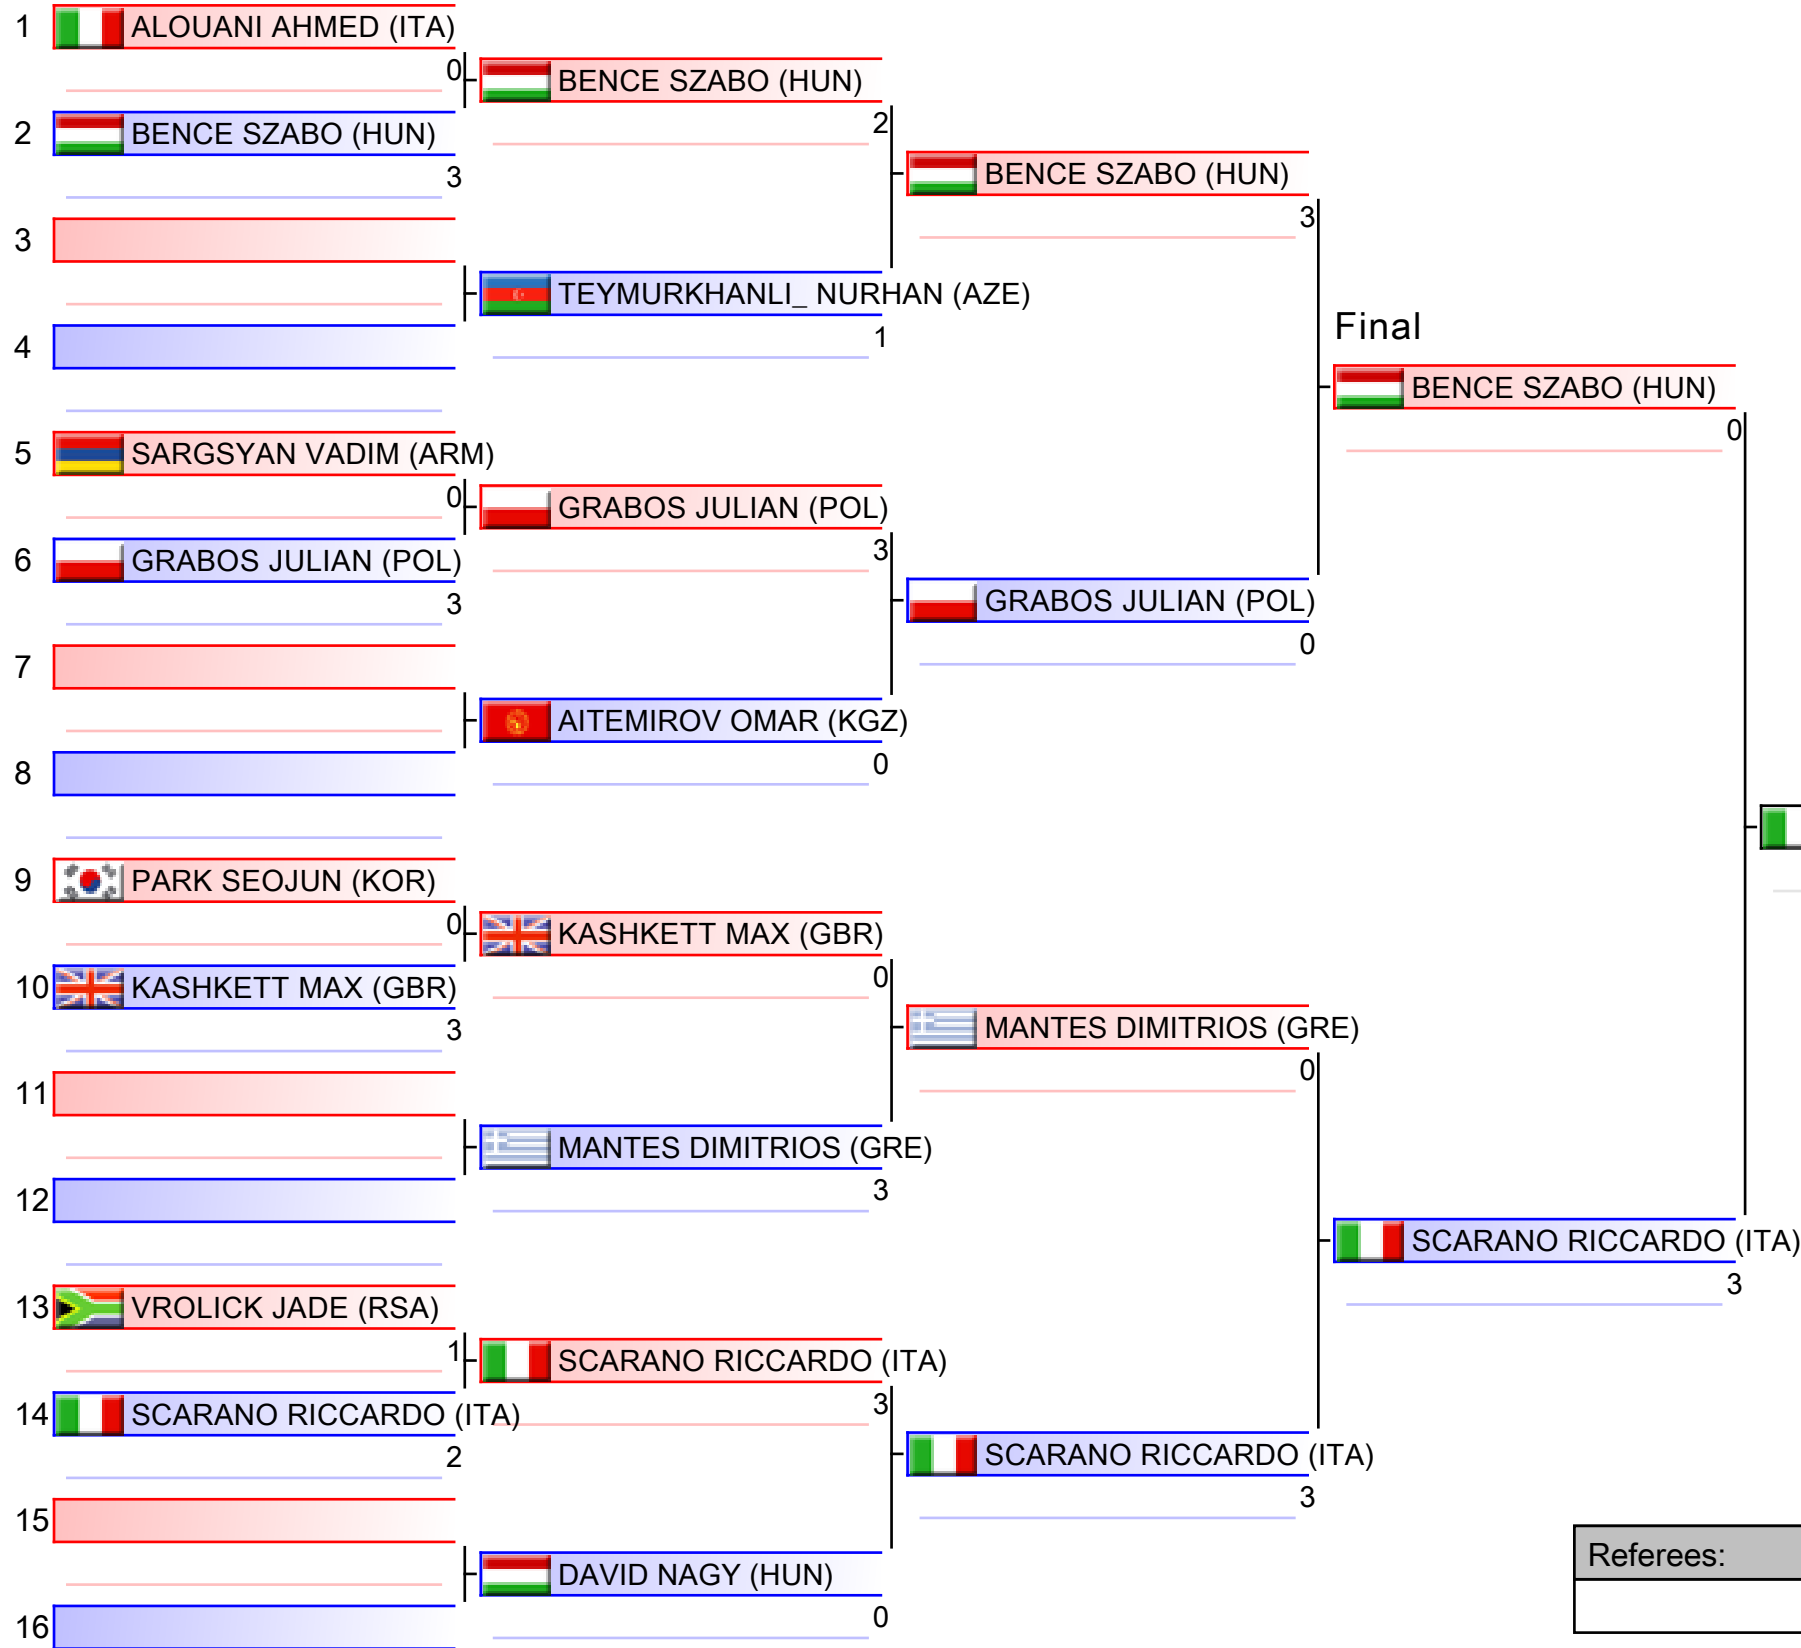 1 ALOUANI AHMED (ITA)
0
BENCE SZABO (HUN)
2
2 BENCE SZABO (HUN)
3
BENCE SZABO (HUN)
3
3
TEYMURKHANLI_ NURHAN (AZE)
1
4
Final
BENCE SZABO (HUN)
0
5 SARGSYAN VADIM (ARM)
0
GRABOS JULIAN (POL)
3
6 GRABOS JULIAN (POL)
3
GRABOS JULIAN (POL)
0
7
AITEMIROV OMAR (KGZ)
0
8
9 PARK SEOJUN (KOR)
0
KASHKETT MAX (GBR)
0
10 KASHKETT MAX (GBR)
3
MANTES DIMITRIOS (GRE)
0
11
MANTES DIMITRIOS (GRE)
3
12
SCARANO RICCARDO (ITA)
3
13 VROLICK JADE (RSA)
1
SCARANO RICCARDO (ITA)
3
14 SCARANO RICCARDO (ITA)
2
SCARANO RICCARDO (ITA)
3
15
DAVID NAGY (HUN)
0
16
Referees: